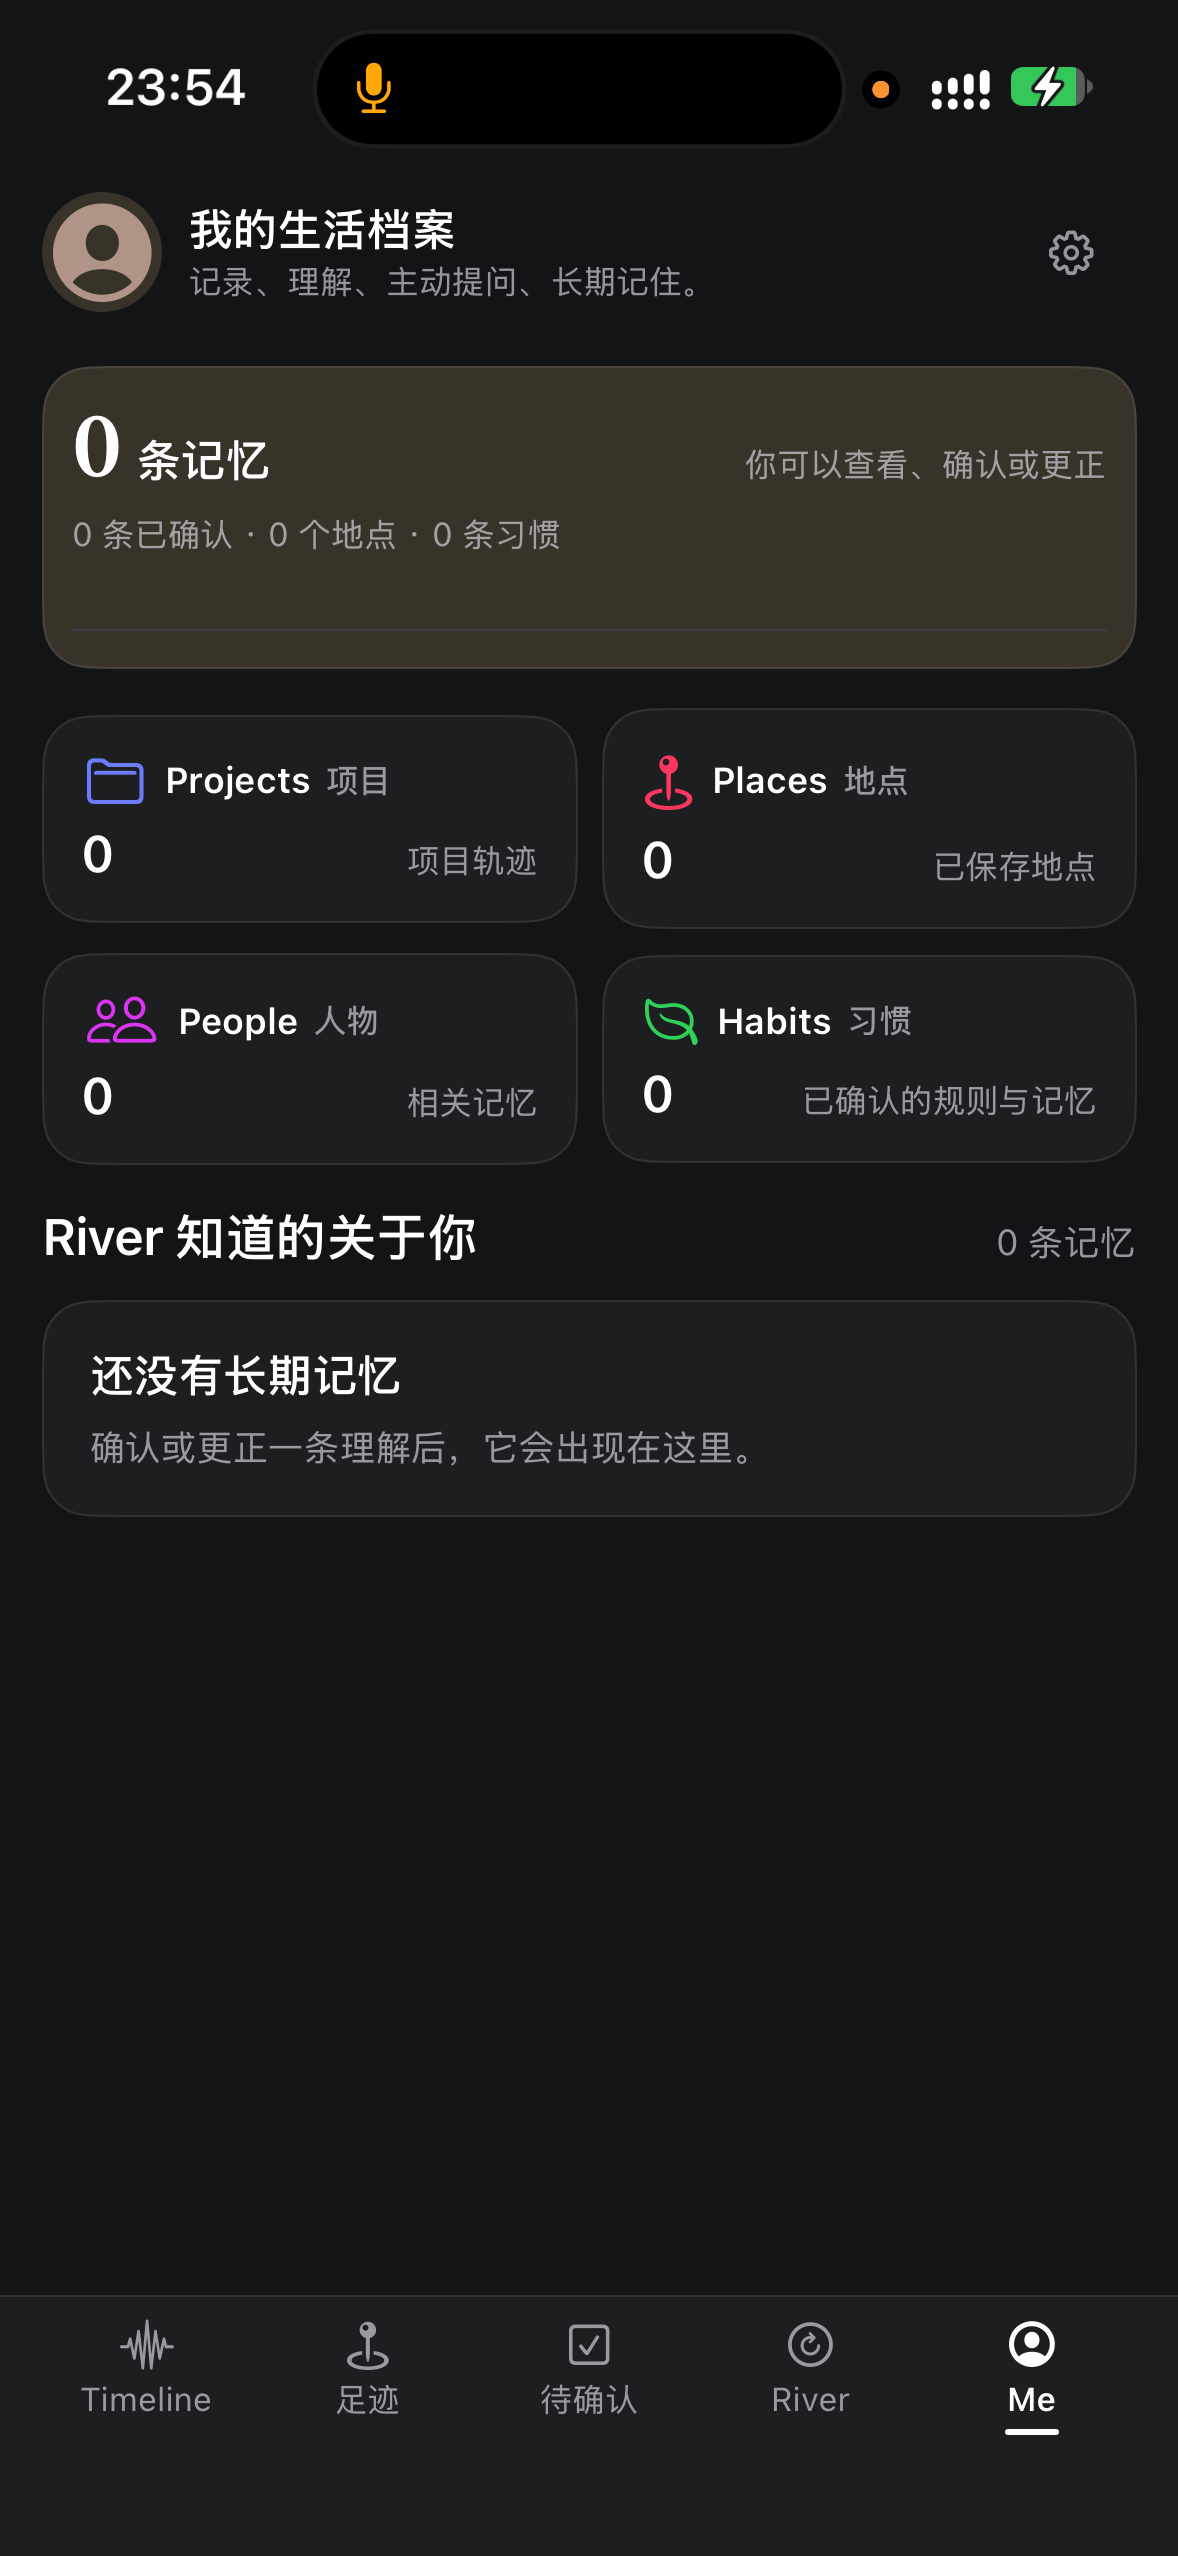 23:54
我的生活档案
记录、理解、主动提问、长期记住。
0 条记忆
你可以查看、确认或更正
0 条已确认 · 0 个地点 · 0 条习惯
Projects 项目
0 项目轨迹
Places 地点
0 已保存地点
People 人物
0 相关记忆
Habits 习惯
0 已确认的规则与记忆
River 知道的关于你
0 条记忆
还没有长期记忆
确认或更正一条理解后，它会出现在这里。
Timeline
足迹
待确认
River
Me